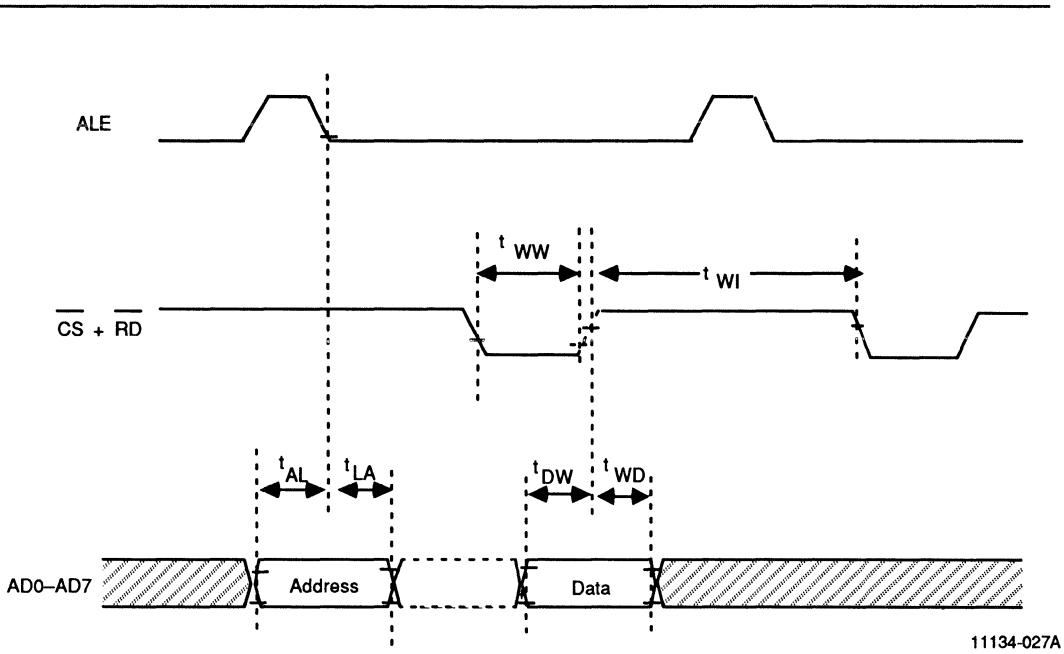 ALE
t WW
t WI
CS + RD
t AL
t LA
t DW
t WD
AD0–AD7
Address
Data
11134-027A